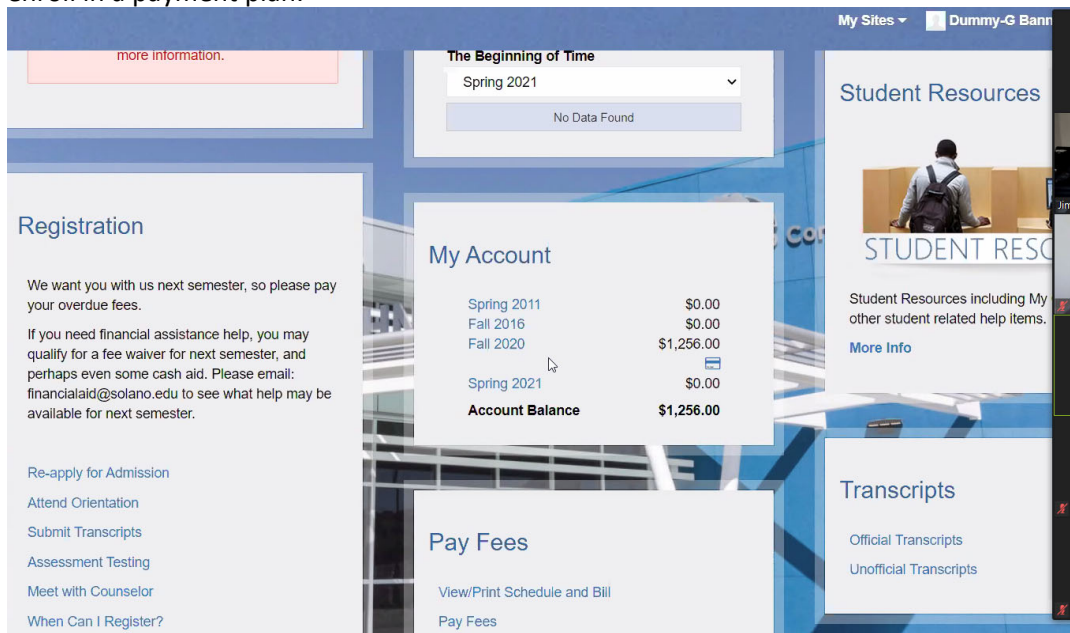 enroll in a payment plan.
My Sites
Dummy-G Bann
more information.
The Beginning of Time
Spring 2021
No Data Found
Registration
We want you with us next semester, so please pay
your overdue fees.
If you need financial assistance help, you may
qualify for a fee waiver for next semester, and
perhaps even some cash aid. Please email:
financialaid@solano.edu to see what help may be
available for next semester.
Re-apply for Admission
Attend Orientation
Submit Transcripts
Assessment Testing
Meet with Counselor
When Can I Register?
My Account
Spring 2011 $0.00
Fall 2016 $0.00
Fall 2020 $1,256.00
Spring 2021 $0.00
Account Balance $1,256.00
Pay Fees
View/Print Schedule and Bill
Pay Fees
Student Resources
STUDENT RESO
Student Resources including My
other student related help items.
More Info
Transcripts
Official Transcripts
Unofficial Transcripts
Jim